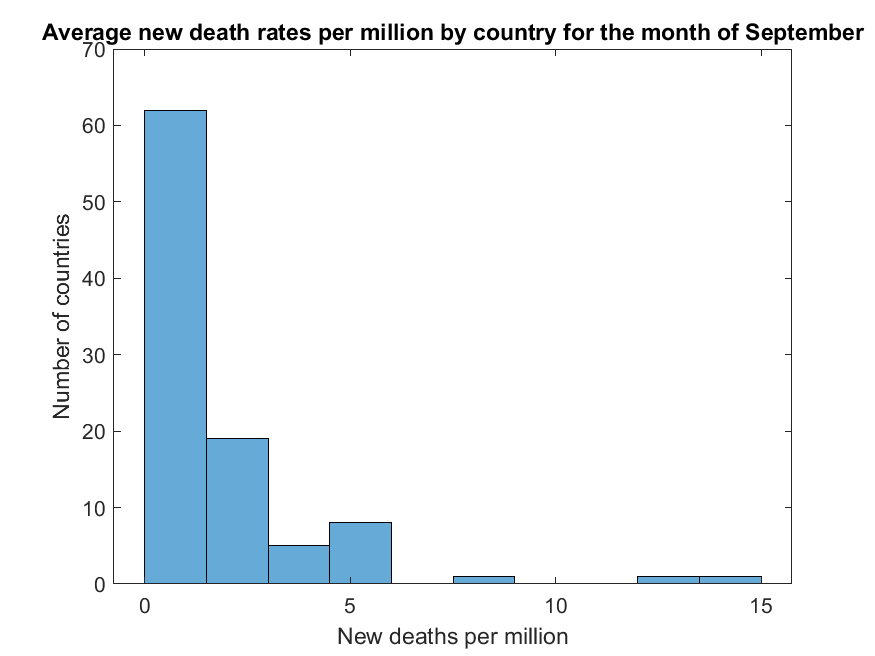 Average new death rates per million by country for the month of September
70
60
50
40
30
20
10
0
Number of countries
0 5 10 15
New deaths per million